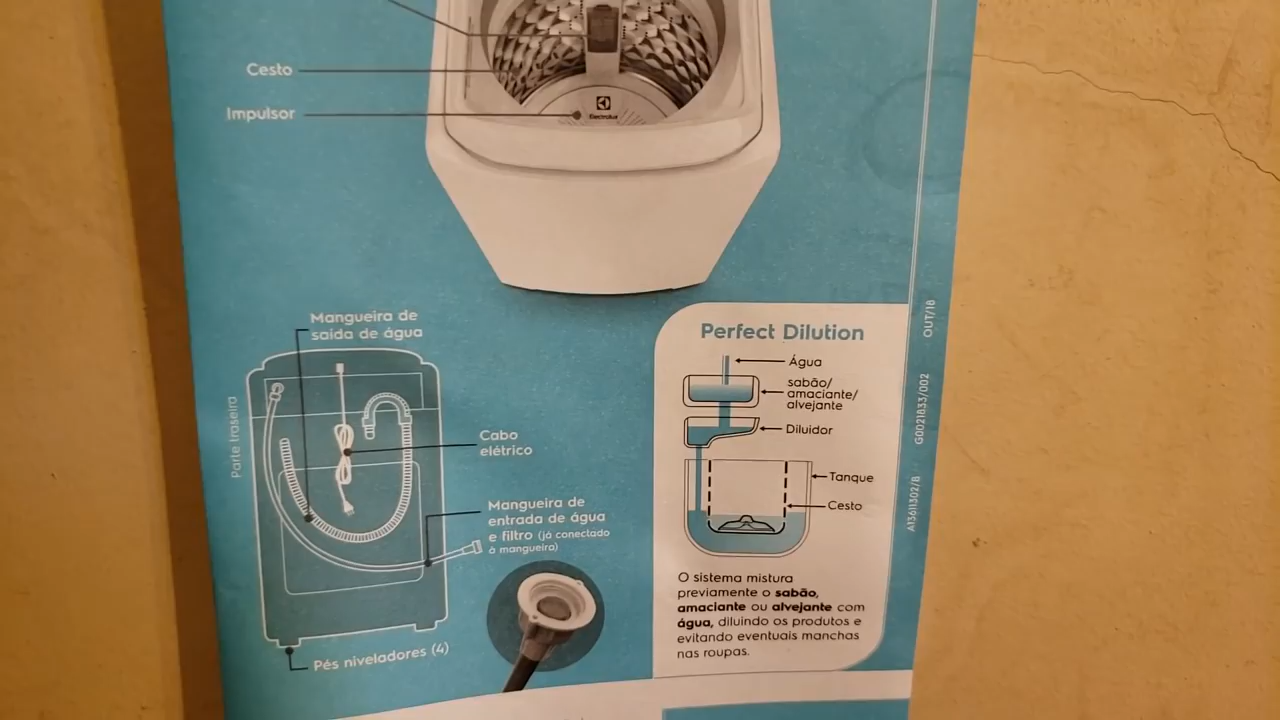 Cesto
Impulsor
Electrolux
Mangueira de
saída de água
Parte traseira
Cabo
elétrico
Mangueira de
entrada de água
e filtro (já conectado
à mangueira)
Pés niveladores (4)
Perfect Dilution
Água
sabão/
amaciante/
alvejante
Diluidor
Tanque
Cesto
O sistema mistura
previamente o sabão,
amaciante ou alvejante com
água, diluindo os produtos e
evitando eventuais manchas
nas roupas.
A13611302/B G0021833/002 OUT/18